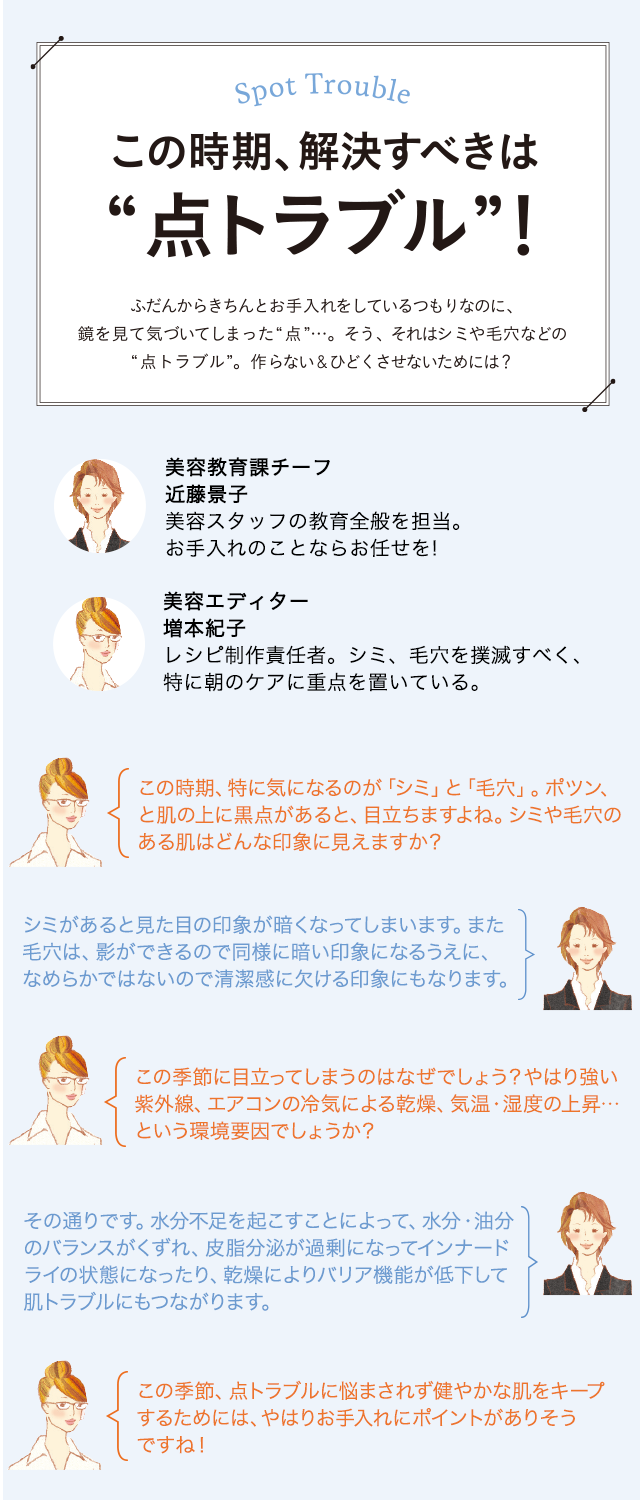 Spot Trouble
この時期、解決すべきは
“点トラブル”!
ふだんからきちんとお手入れをしているつもりなのに、
鏡を見て気づいてしまった“点”…。そう、それはシミや毛穴などの
“点トラブル”。作らない&ひどくさせないためには?
美容教育課チーフ
近藤景子
美容スタッフの教育全般を担当。
お手入れのことならお任せを!
美容エディター
増本紀子
レシピ制作責任者。シミ、毛穴を撲滅すべく、
特に朝のケアに重点を置いている。
この時期、特に気になるのが「シミ」と「毛穴」。ポツン、
と肌の上に黒点があると、目立ちますよね。シミや毛穴の
ある肌はどんな印象に見えますか?
シミがあると見た目の印象が暗くなってしまいます。また
毛穴は、影ができるので同様に暗い印象になるうえに、
なめらかではないので清潔感に欠ける印象にもなります。
この季節に目立ってしまうのはなぜでしょう?やはり強い
紫外線、エアコンの冷気による乾燥、気温・湿度の上昇…
という環境要因でしょうか?
その通りです。水分不足を起こすことによって、水分・油分
のバランスがくずれ、皮脂分泌が過剰になってインナード
ライの状態になったり、乾燥によりバリア機能が低下して
肌トラブルにもつながります。
この季節、点トラブルに悩まされず健やかな肌をキープ
するためには、やはりお手入れにポイントがありそう
ですね!